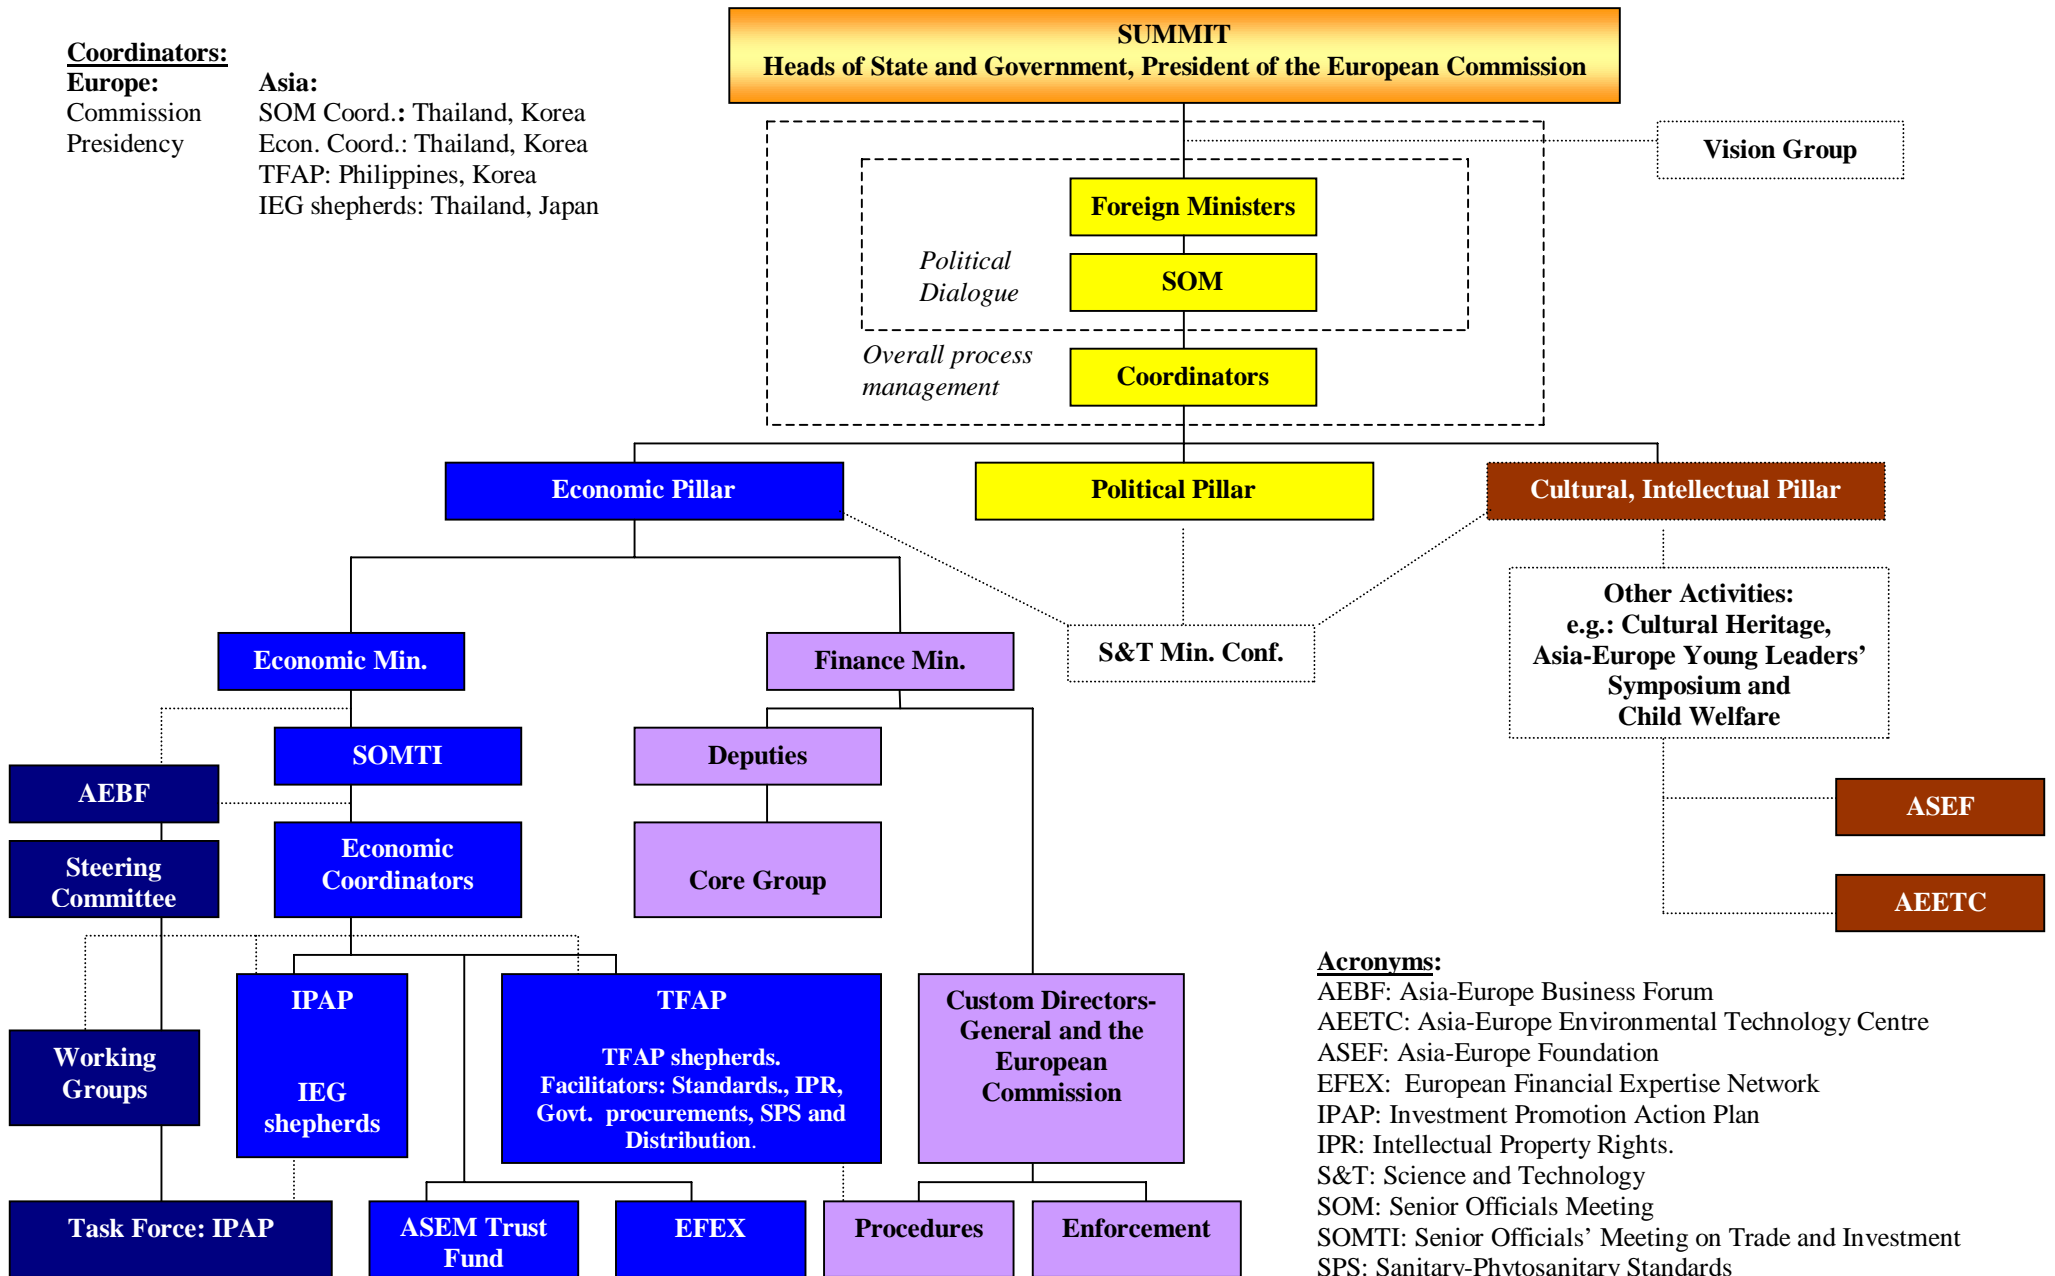 SUMMIT
Heads of State and Government, President of the European Commission
Coordinators:
Europe:
Commission
Presidency
Asia:
SOM Coord.: Thailand, Korea
Econ. Coord.: Thailand, Korea
TFAP: Philippines, Korea
IEG shepherds: Thailand, Japan
Vision Group
Foreign Ministers
Political
Dialogue
SOM
Overall process
management
Coordinators
Economic Pillar
Political Pillar
Cultural, Intellectual Pillar
Other Activities:
e.g.: Cultural Heritage,
Asia-Europe Young Leaders’
Symposium and
Child Welfare
Economic Min.
Finance Min.
S&T Min. Conf.
SOMTI
Deputies
AEBF
ASEF
Steering
Committee
Economic
Coordinators
Core Group
AEETC
IPAP
IEG
shepherds
TFAP
TFAP shepherds.
Facilitators: Standards., IPR,
Govt. procurements, SPS and
Distribution.
Custom Directors-
General and the
European
Commission
Working
Groups
Task Force: IPAP
ASEM Trust
Fund
EFEX
Procedures
Enforcement
Acronyms:
AEBF: Asia-Europe Business Forum
AEETC: Asia-Europe Environmental Technology Centre
ASEF: Asia-Europe Foundation
EFEX: European Financial Expertise Network
IPAP: Investment Promotion Action Plan
IPR: Intellectual Property Rights.
S&T: Science and Technology
SOM: Senior Officials Meeting
SOMTI: Senior Officials’ Meeting on Trade and Investment
SPS: Sanitary-Phytosanitary Standards